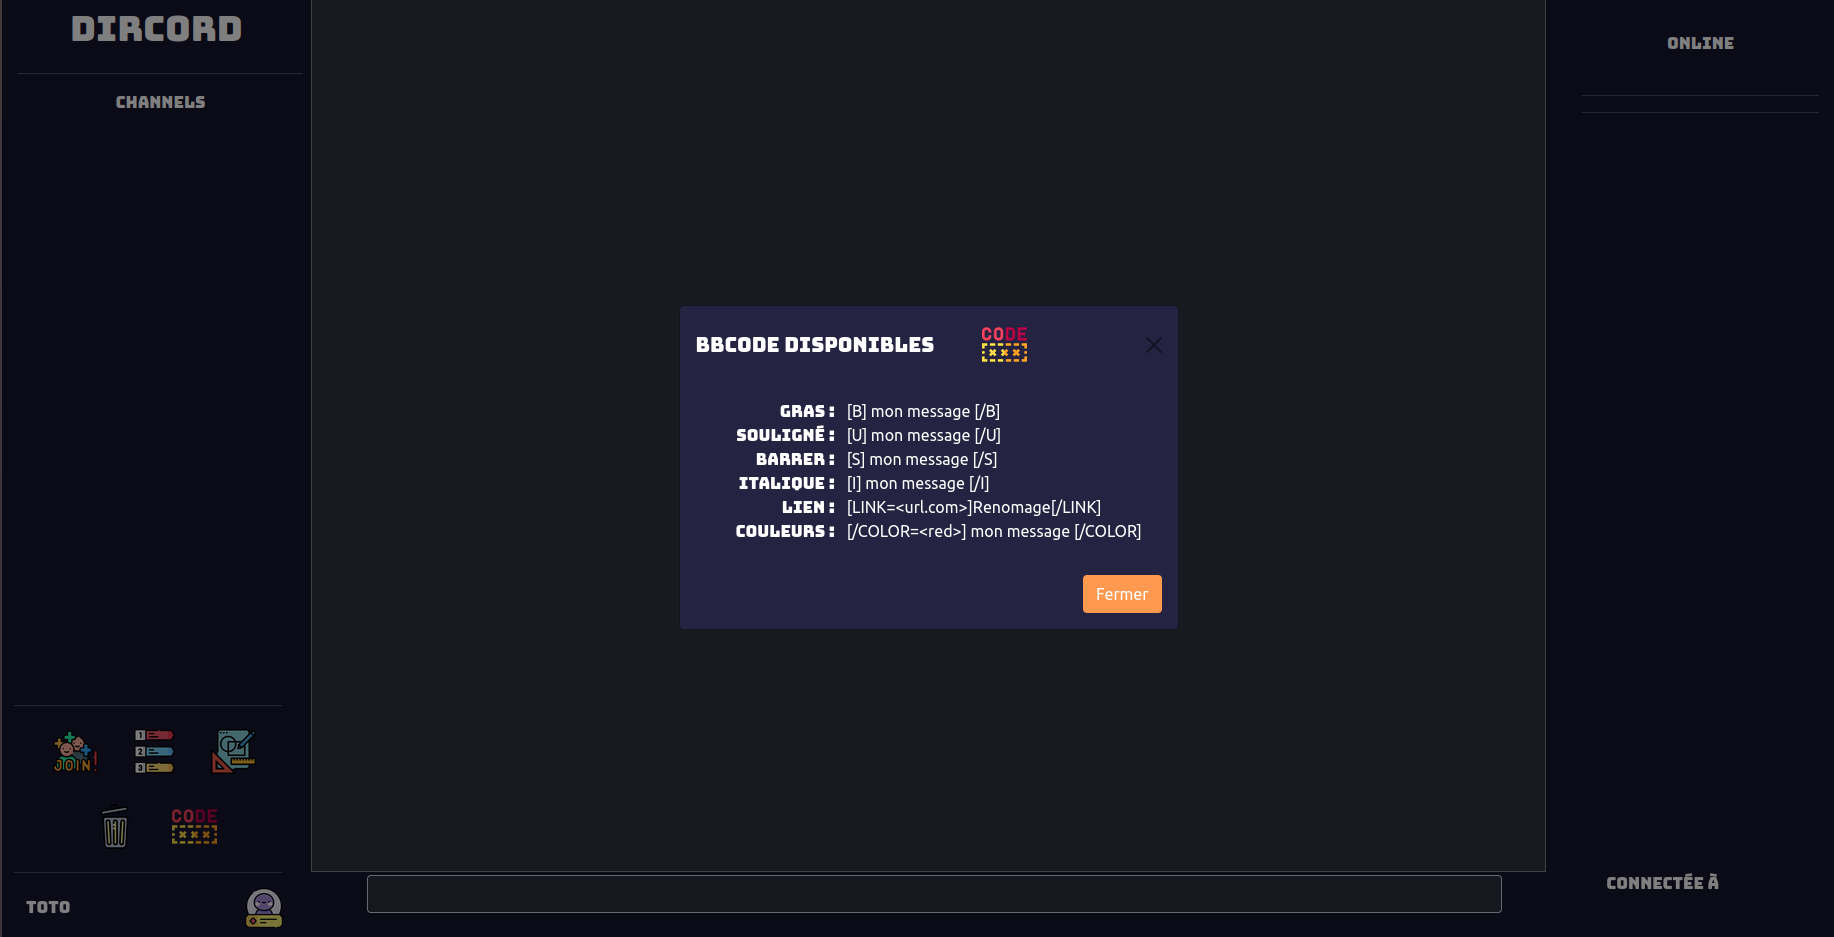 DIRCORD
CHANNELS
JOIN!
1
2
3
CODE
TOTO
BBCODE DISPONIBLES
CODE
GRAS : [B] mon message [/B]
SOULIGNÉ : [U] mon message [/U]
BARRER : [S] mon message [/S]
ITALIQUE : [I] mon message [/I]
LIEN : [LINK=<url.com>]Renomage[/LINK]
COULEURS : [/COLOR=<red>] mon message [/COLOR]
Fermer
ONLINE
CONNECTÉE À